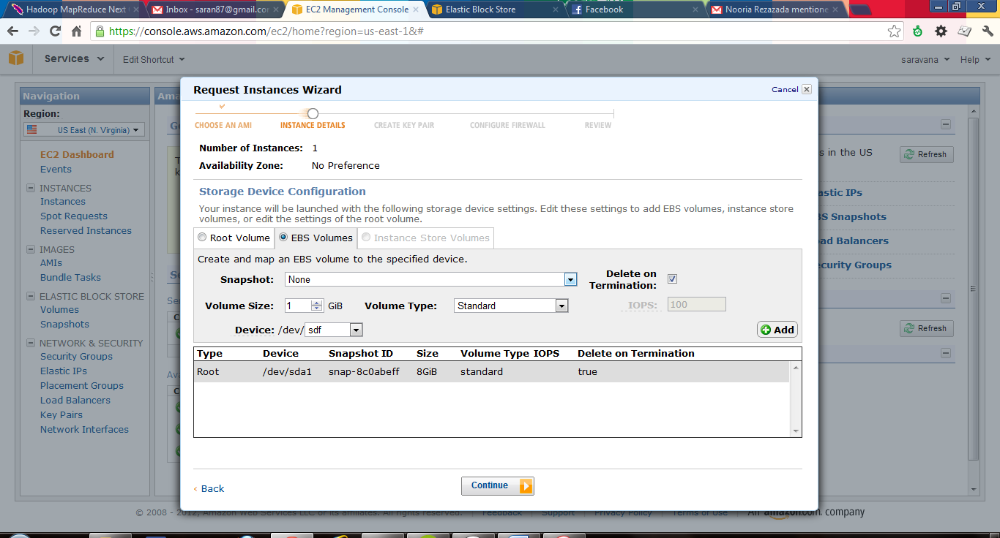 Hadoop MapReduce Next
Inbox - saran87@gmail.cor
EC2 Management Console
Elastic Block Store
Facebook
Nooria Rezazada mentione
https://console.aws.amazon.com/ec2/home?region=us-east-1&#
Services
Edit Shortcut
saravana
Help
Navigation
Region:
US East (N. Virginia)
EC2 Dashboard
Events
INSTANCES
Instances
Spot Requests
Reserved Instances
IMAGES
AMIs
Bundle Tasks
ELASTIC BLOCK STORE
Volumes
Snapshots
NETWORK & SECURITY
Security Groups
Elastic IPs
Placement Groups
Load Balancers
Key Pairs
Network Interfaces
Ama
Request Instances Wizard
Cancel
CHOOSE AN AMI
INSTANCE DETAILS
CREATE KEY PAIR
CONFIGURE FIREWALL
REVIEW
Number of Instances: 1
Availability Zone: No Preference
Storage Device Configuration
Your instance will be launched with the following storage device settings. Edit these settings to add EBS volumes, instance store
volumes, or edit the settings of the root volume.
Root Volume
EBS Volumes
Instance Store Volumes
Create and map an EBS volume to the specified device.
Snapshot: None
Delete on
Termination:
Volume Size: 1 GiB
Volume Type: Standard
IOPS: 100
Device: /dev/ sdf
Add
Type Device Snapshot ID Size Volume Type IOPS Delete on Termination
Root /dev/sda1 snap-8c0abeff 8GiB standard true
Back
Continue
s in the US
Refresh
astic IPs
BS Snapshots
ad Balancers
ecurity Groups
Refresh
© 2008 - 2012, Amazon Web Services LLC or its affiliates. All rights reserved.
Feedback
Support
Privacy Policy
Terms of Use
An amazon.com company